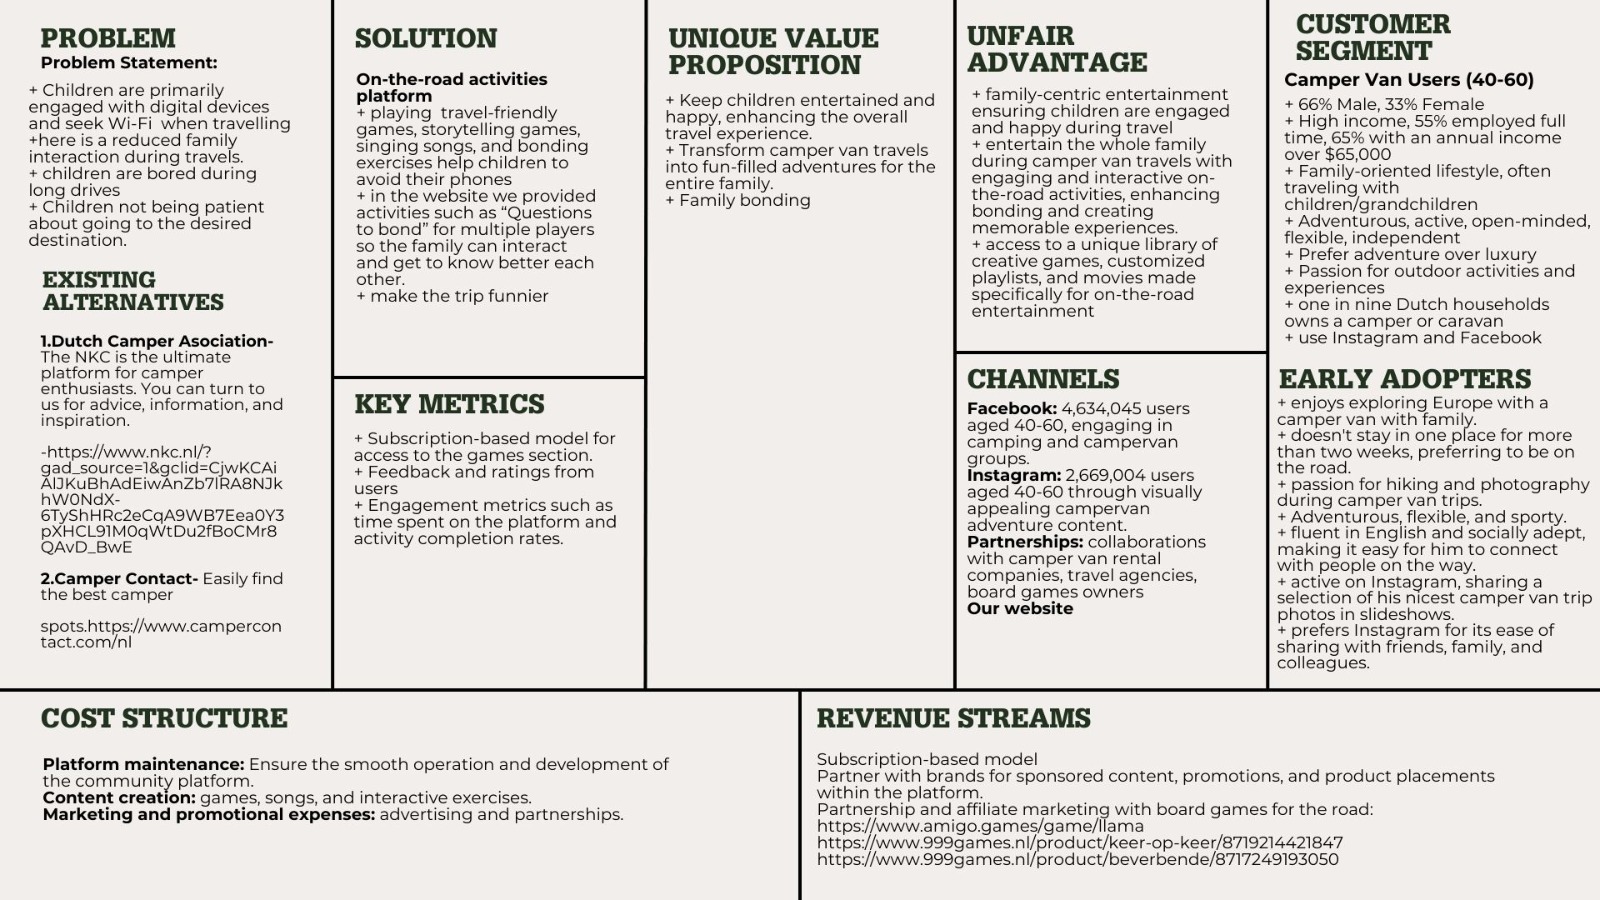 PROBLEM
Problem Statement:
+ Children are primarily
engaged with digital devices
and seek Wi-Fi  when travelling
+here is a reduced family
interaction during travels.
+ children are bored during
long drives
+ Children not being patient
about going to the desired
destination.
EXISTING
ALTERNATIVES
1.Dutch Camper Asociation-
The NKC is the ultimate
platform for camper
enthusiasts. You can turn to
us for advice, information, and
inspiration.
-https://www.nkc.nl/?
gad_source=1&gclid=CjwKCAi
AlJKuBhAdEiwAnZb7lRA8NJk
hW0NdX-
6TyShHRc2eCqA9WB7Eea0Y3
pXHCL91M0qWtDu2fBoCMr8
QAvD_BwE
2.Camper Contact- Easily find
the best camper
spots.https://www.campercon
tact.com/nl
SOLUTION
On-the-road activities
platform
+ playing  travel-friendly
games, storytelling games,
singing songs, and bonding
exercises help children to
avoid their phones
+ in the website we provided
activities such as “Questions
to bond” for multiple players
so the family can interact
and get to know better each
other.
+ make the trip funnier
KEY METRICS
+ Subscription-based model for
access to the games section.
+ Feedback and ratings from
users
+ Engagement metrics such as
time spent on the platform and
activity completion rates.
UNIQUE VALUE
PROPOSITION
+ Keep children entertained and
happy, enhancing the overall
travel experience.
+ Transform camper van travels
into fun-filled adventures for the
entire family.
+ Family bonding
UNFAIR
ADVANTAGE
+ family-centric entertainment
ensuring children are engaged
and happy during travel
+ entertain the whole family
during camper van travels with
engaging and interactive on-
the-road activities, enhancing
bonding and creating
memorable experiences.
+ access to a unique library of
creative games, customized
playlists, and movies made
specifically for on-the-road
entertainment
CHANNELS
Facebook: 4,634,045 users
aged 40-60, engaging in
camping and campervan
groups.
Instagram: 2,669,004 users
aged 40-60 through visually
appealing campervan
adventure content.
Partnerships: collaborations
with camper van rental
companies, travel agencies,
board games owners
Our website
CUSTOMER
SEGMENT
Camper Van Users (40-60)
+ 66% Male, 33% Female
+ High income, 55% employed full
time, 65% with an annual income
over $65,000
+ Family-oriented lifestyle, often
traveling with
children/grandchildren
+ Adventurous, active, open-minded,
flexible, independent
+ Prefer adventure over luxury
+ Passion for outdoor activities and
experiences
+ one in nine Dutch households
owns a camper or caravan
+ use Instagram and Facebook
EARLY ADOPTERS
+ enjoys exploring Europe with a
camper van with family.
+ doesn't stay in one place for more
than two weeks, preferring to be on
the road.
+ passion for hiking and photography
during camper van trips.
+ Adventurous, flexible, and sporty.
+ fluent in English and socially adept,
making it easy for him to connect
with people on the way.
+ active on Instagram, sharing a
selection of his nicest camper van trip
photos in slideshows.
+ prefers Instagram for its ease of
sharing with friends, family, and
colleagues.
COST STRUCTURE
Platform maintenance: Ensure the smooth operation and development of
the community platform.
Content creation: games, songs, and interactive exercises.
Marketing and promotional expenses: advertising and partnerships.
REVENUE STREAMS
Subscription-based model
Partner with brands for sponsored content, promotions, and product placements
within the platform.
Partnership and affiliate marketing with board games for the road:
https://www.amigo.games/game/llama
https://www.999games.nl/product/keer-op-keer/8719214421847
https://www.999games.nl/product/beverbende/8717249193050